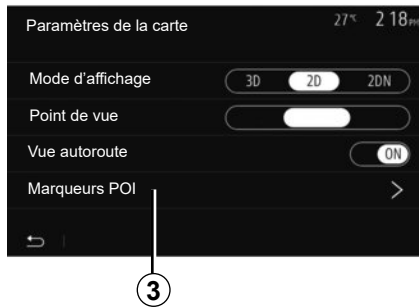 Paramètres de la carte 27°C 2 18 PM
Mode d'affichage 3D 2D 2DN
Point de vue
Vue autoroute ON
Marqueurs POI >
3